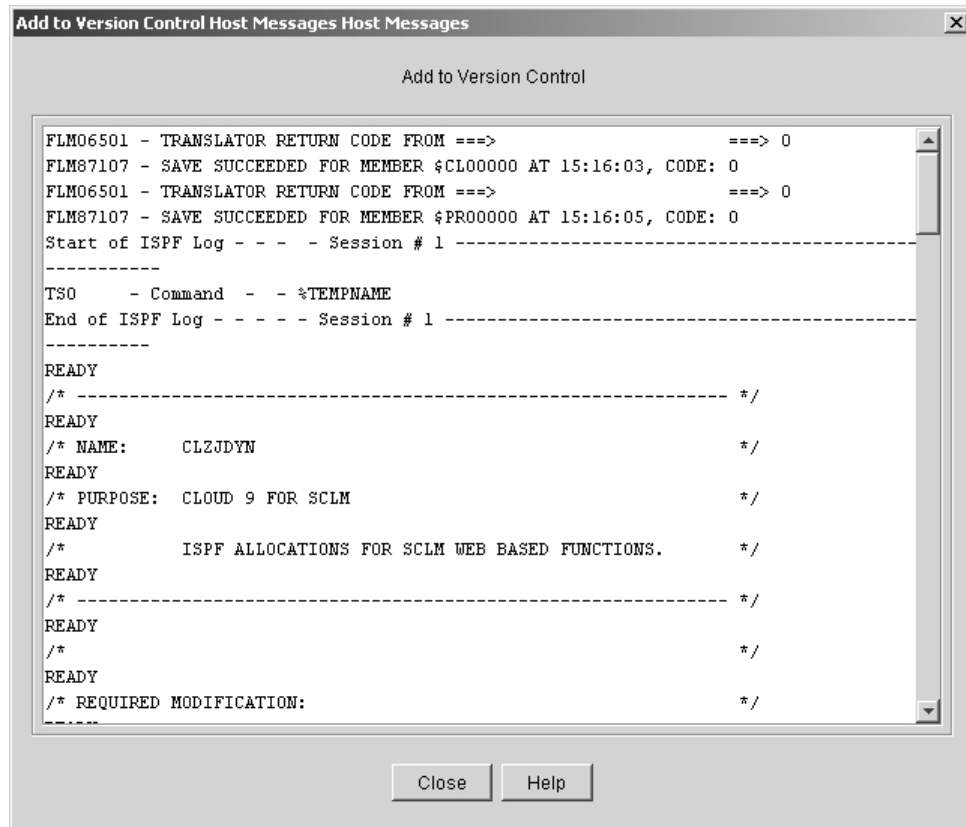 Add to Version Control Host Messages Host Messages
Add to Version Control
FLM06501 - TRANSLATOR RETURN CODE FROM ===> ===> 0
FLM87107 - SAVE SUCCEEDED FOR MEMBER $CL00000 AT 15:16:03, CODE: 0
FLM06501 - TRANSLATOR RETURN CODE FROM ===> ===> 0
FLM87107 - SAVE SUCCEEDED FOR MEMBER $PR00000 AT 15:16:05, CODE: 0
Start of ISPF Log - - - - Session # 1 --------------------------------------------
-----------
TSO - Command - - %TEMPNAME
End of ISPF Log - - - - - Session # 1 ---------------------------------------------
----------
READY
/* -------------------------------------------------------------- */
READY
/* NAME: CLZJDYN */
READY
/* PURPOSE: CLOUD 9 FOR SCLM */
READY
/* ISPF ALLOCATIONS FOR SCLM WEB BASED FUNCTIONS. */
READY
/* -------------------------------------------------------------- */
READY
/* */
READY
/* REQUIRED MODIFICATION: */
Close Help